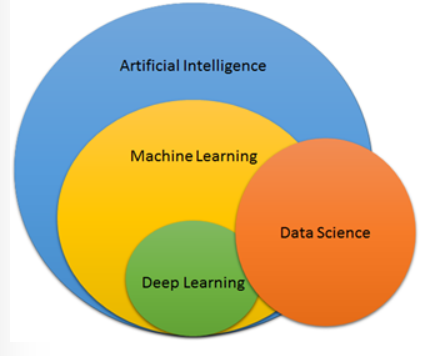 Artificial Intelligence
Machine Learning
Data Science
Deep Learning